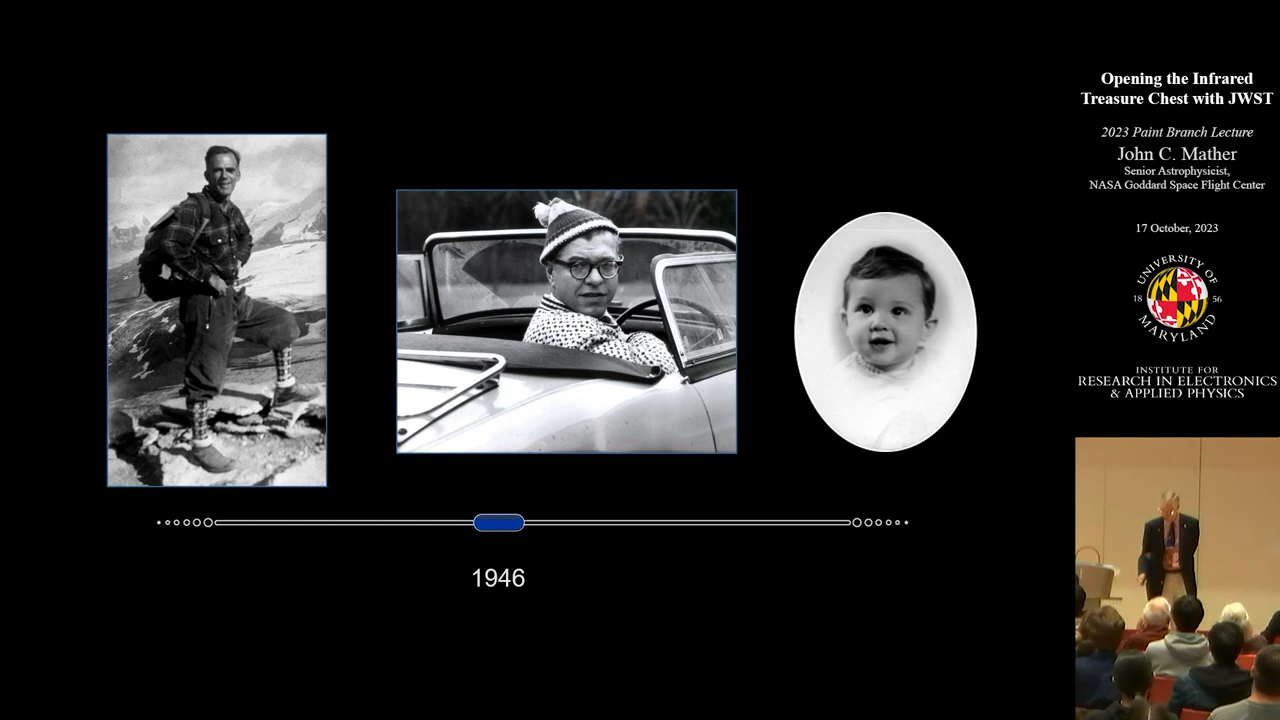 Opening the Infrared
Treasure Chest with JWST
2023 Paint Branch Lecture
John C. Mather
Senior Astrophysicist,
NASA Goddard Space Flight Center
17 October, 2023
UNIVERSITY OF
18 56
MARYLAND
INSTITUTE FOR
RESEARCH IN ELECTRONICS
& APPLIED PHYSICS
1946